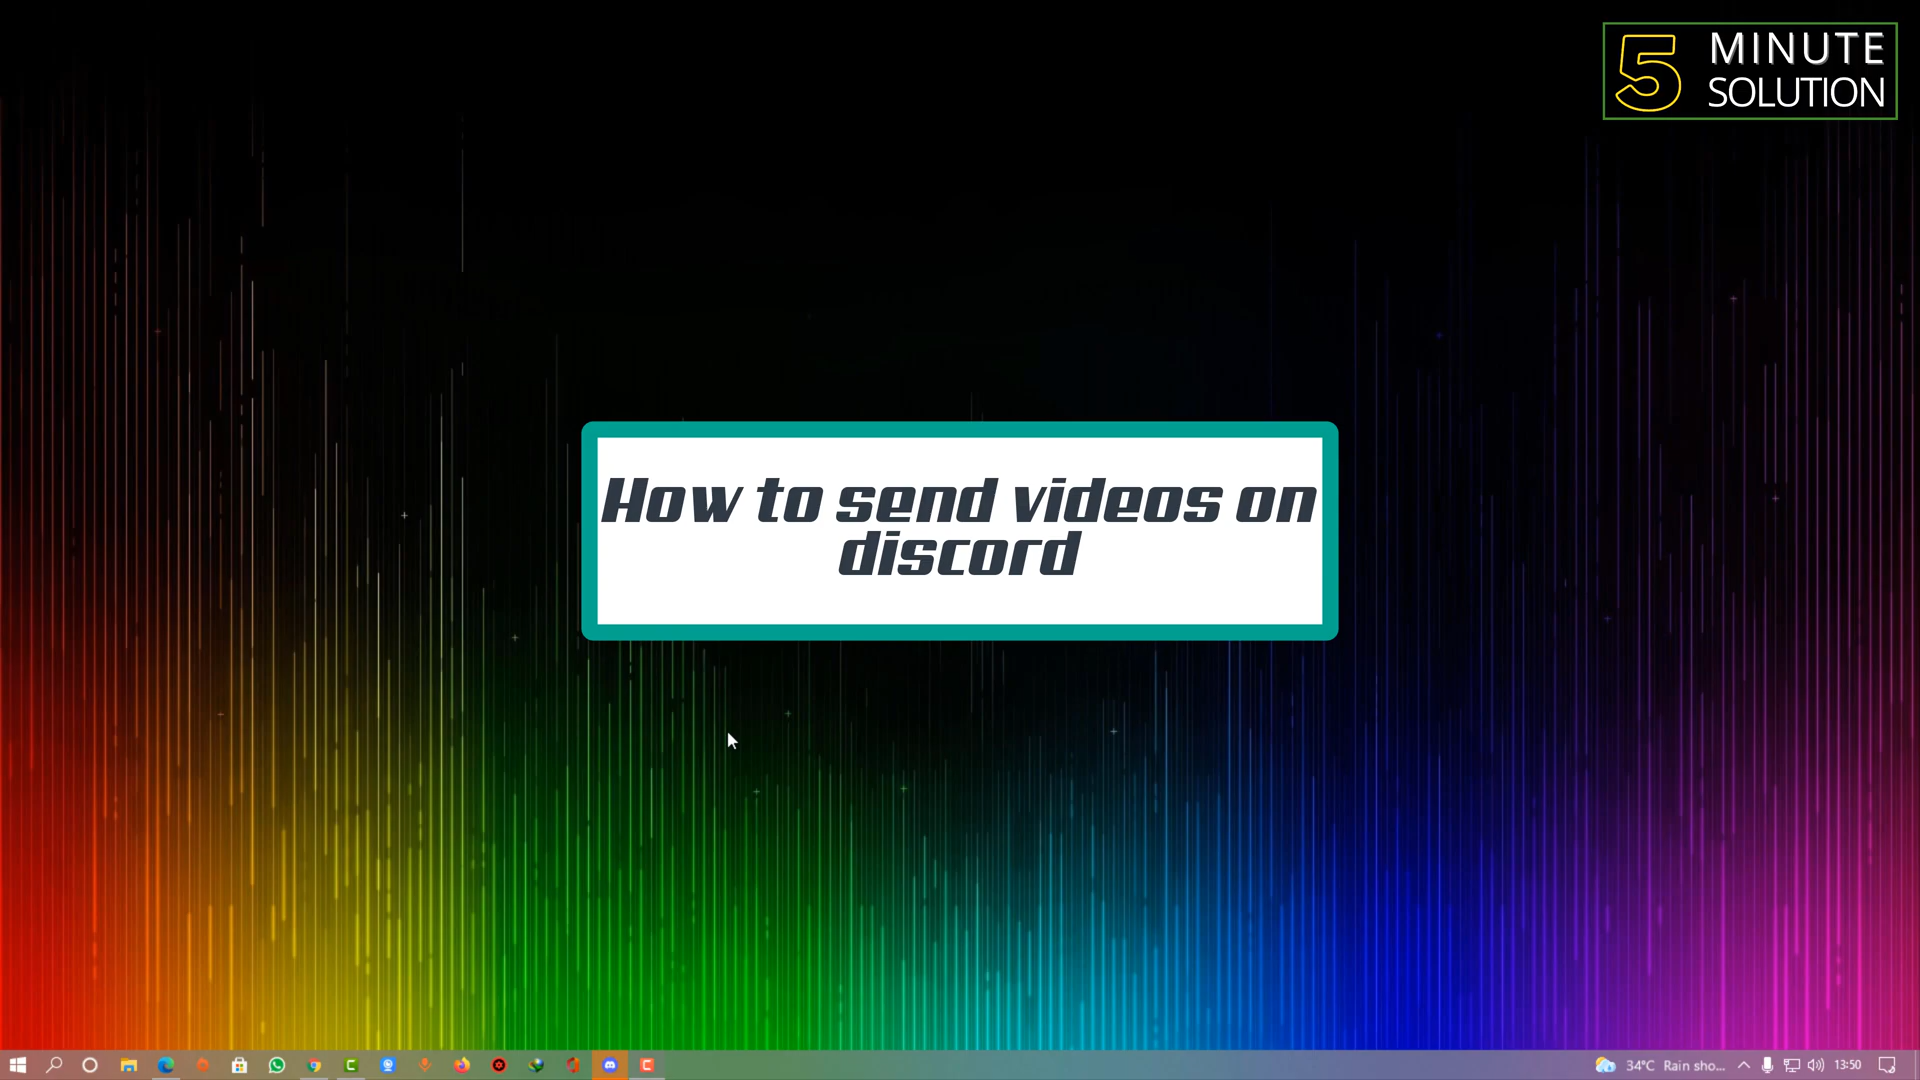 5 MINUTE
SOLUTION
How to send videos on
discord
34°C Rain sho... 13:50